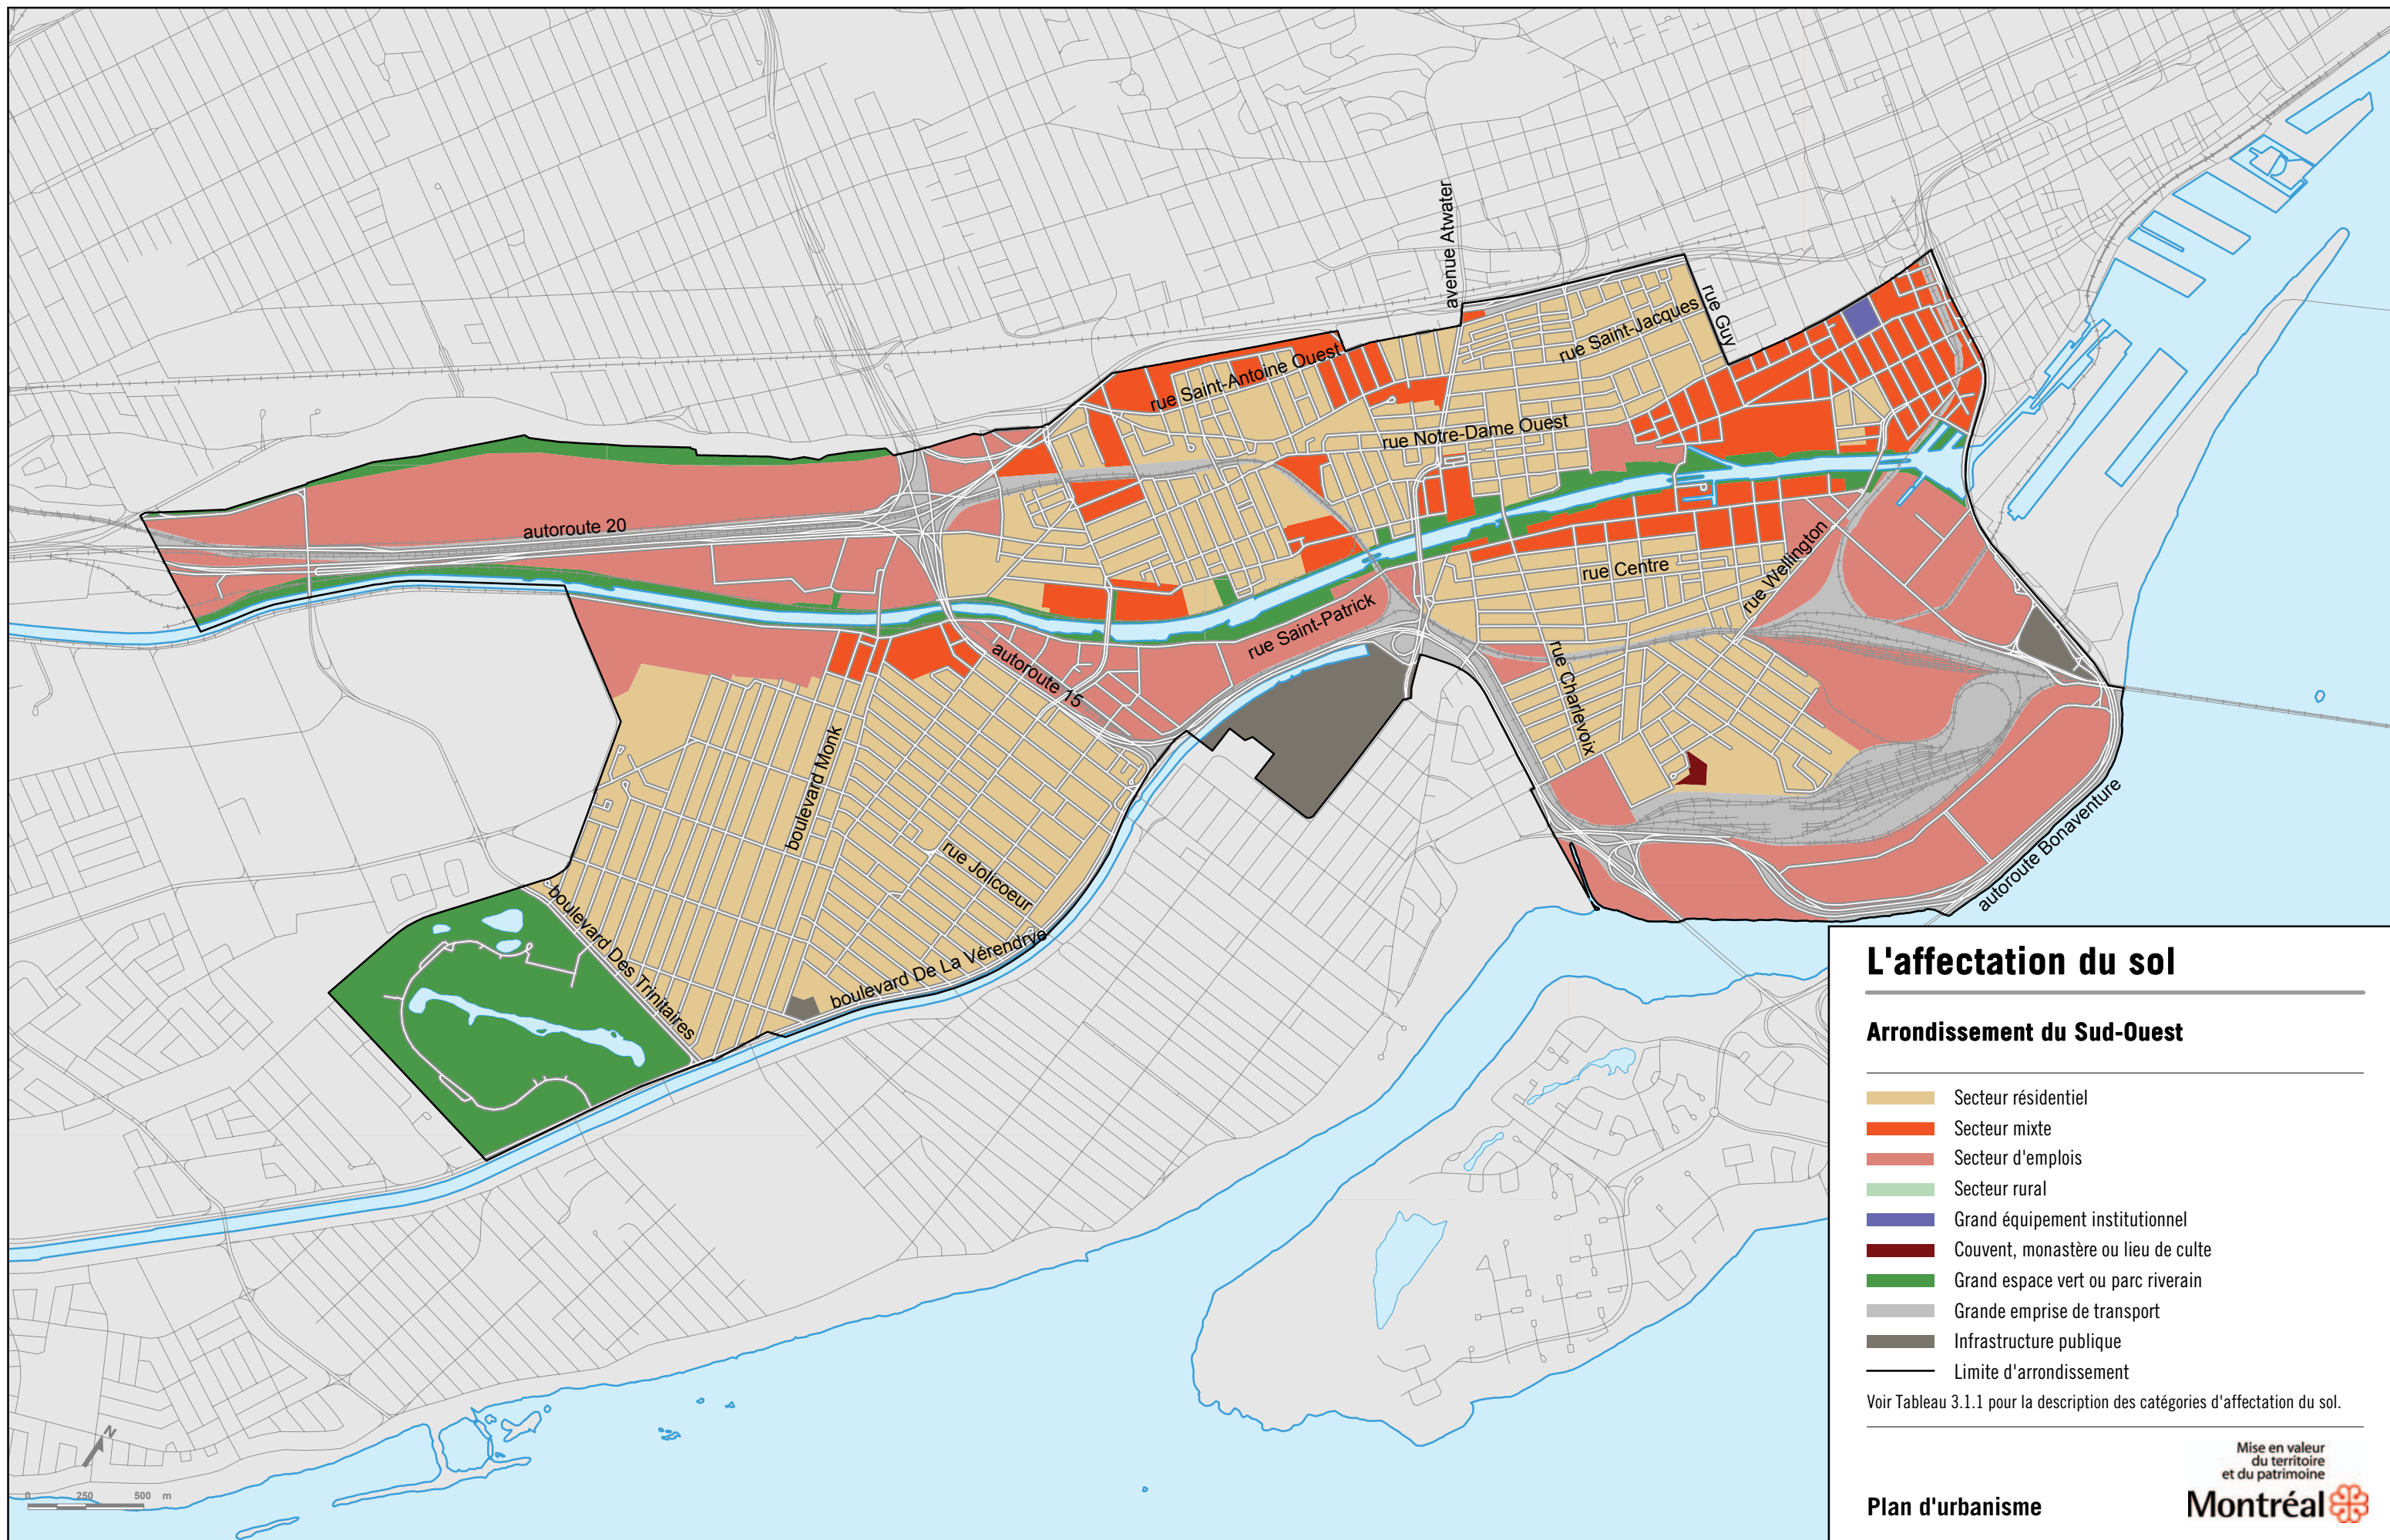 avenue Atwater
rue Guy
rue Saint-Jacques
rue Saint-Antoine Ouest
rue Notre-Dame Ouest
autoroute 20
rue Centre
rue Wellington
rue Saint-Patrick
autoroute 15
rue Charlevoix
boulevard Monk
rue Jolicoeur
autoroute Bonaventure
boulevard Des Trinitaires
boulevard De La Vérendrye
L'affectation du sol
Arrondissement du Sud-Ouest
Secteur résidentiel
Secteur mixte
Secteur d'emplois
Secteur rural
Grand équipement institutionnel
Couvent, monastère ou lieu de culte
Grand espace vert ou parc riverain
Grande emprise de transport
Infrastructure publique
Limite d'arrondissement
Voir Tableau 3.1.1 pour la description des catégories d'affectation du sol.
N
0 250 500 m
Mise en valeur
du territoire
et du patrimoine
Plan d'urbanisme
Montréal